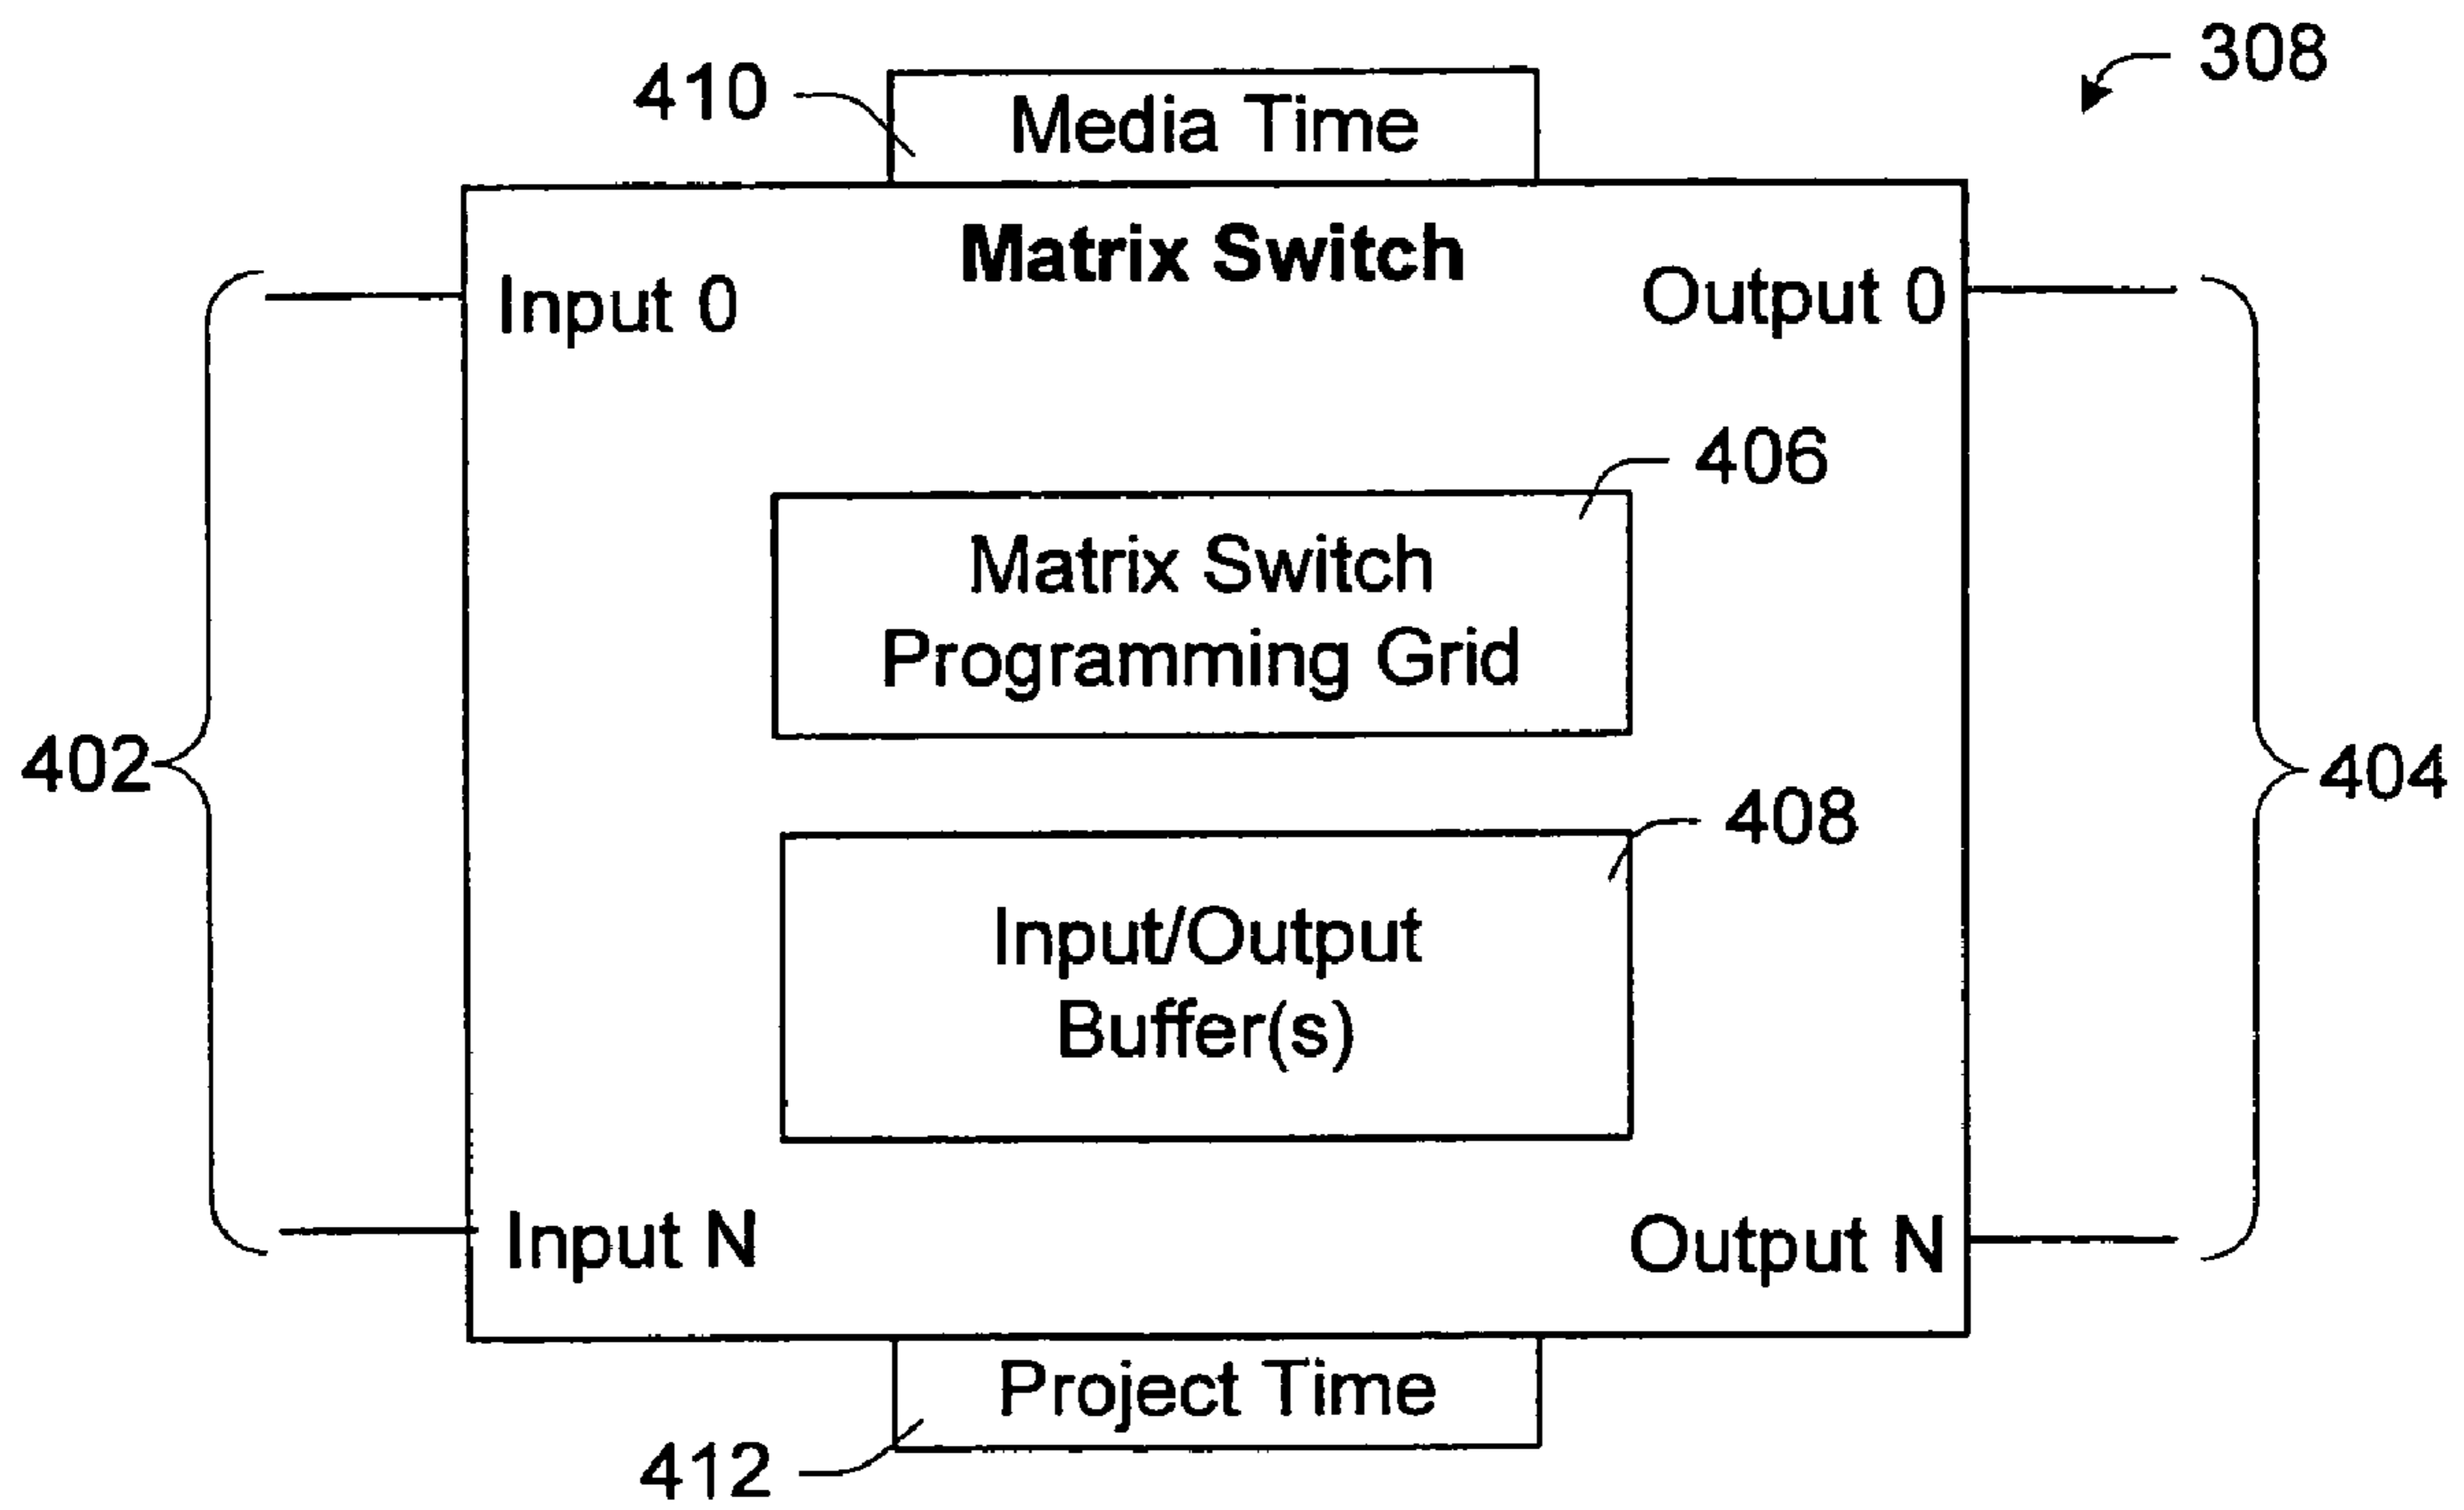 308
410
Media Time
Matrix Switch
Input 0
Output 0
406
Matrix Switch
Programming Grid
402
404
408
Input/Output
Buffer(s)
Input N
Output N
Project Time
412